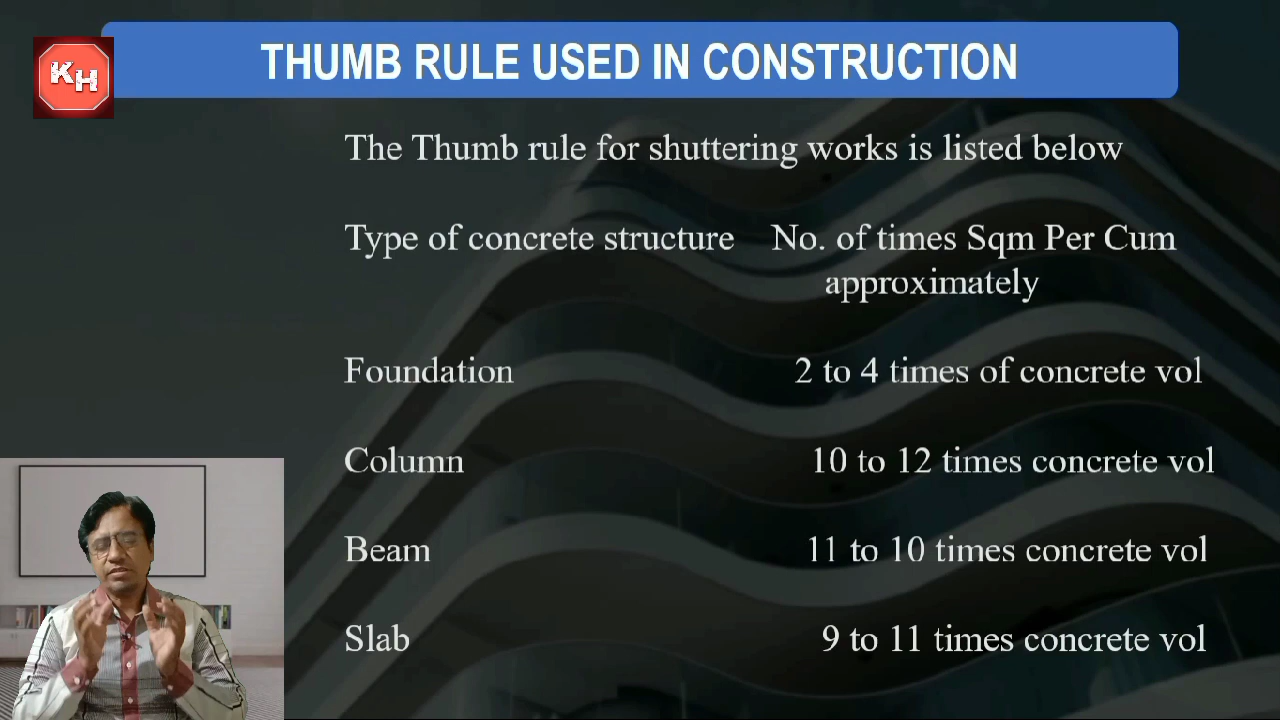 KH
THUMB RULE USED IN CONSTRUCTION
The Thumb rule for shuttering works is listed below
Type of concrete structure No. of times Sqm Per Cum
approximately
Foundation 2 to 4 times of concrete vol
Column 10 to 12 times concrete vol
Beam 11 to 10 times concrete vol
Slab 9 to 11 times concrete vol